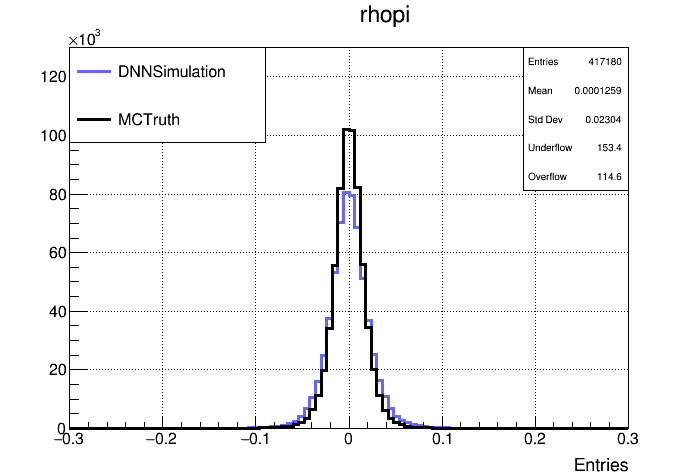 rhopi
×10³
DNNSimulation
MCTruth
Entries 417180
Mean 0.0001259
Std Dev 0.02304
Underflow 153.4
Overflow 114.6
120
100
80
60
40
20
0
−0.3 −0.2 −0.1 0 0.1 0.2 0.3
Entries